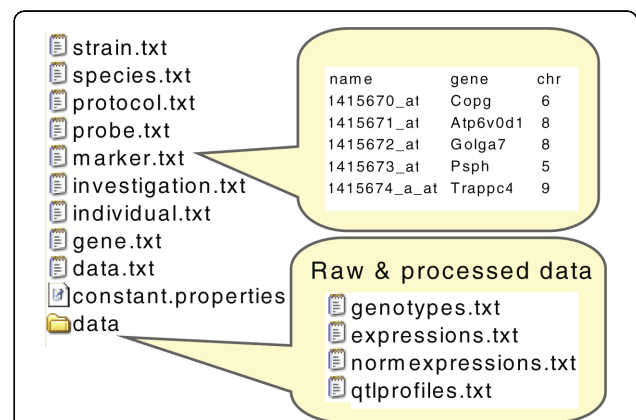 strain.txt
species.txt
protocol.txt
probe.txt
marker.txt
investigation.txt
individual.txt
gene.txt
data.txt
constant.properties
data
name gene chr
1415670_at Copg 6
1415671_at Atp6v0d1 8
1415672_at Golga7 8
1415673_at Psph 5
1415674_a_at Trappc4 9
Raw & processed data
genotypes.txt
expressions.txt
normexpressions.txt
qtlprofiles.txt